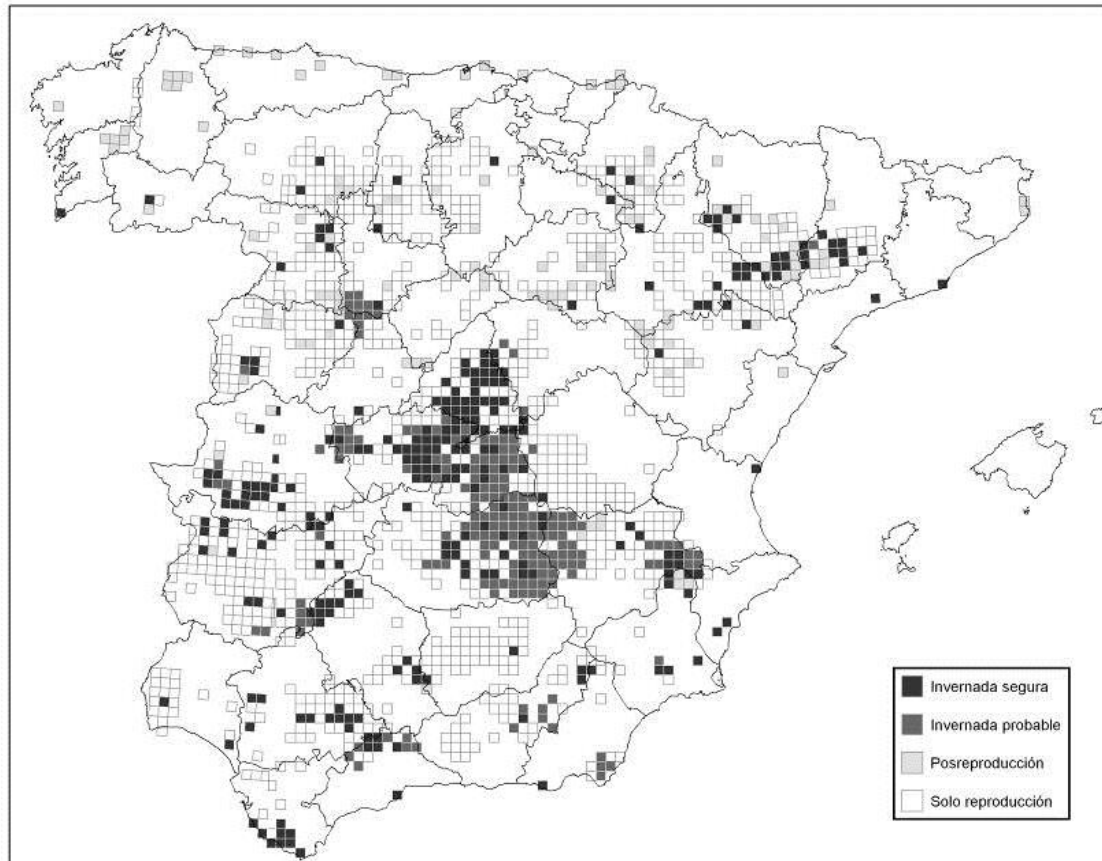 Invernada segura
Invernada probable
Posreproducción
Solo reproducción